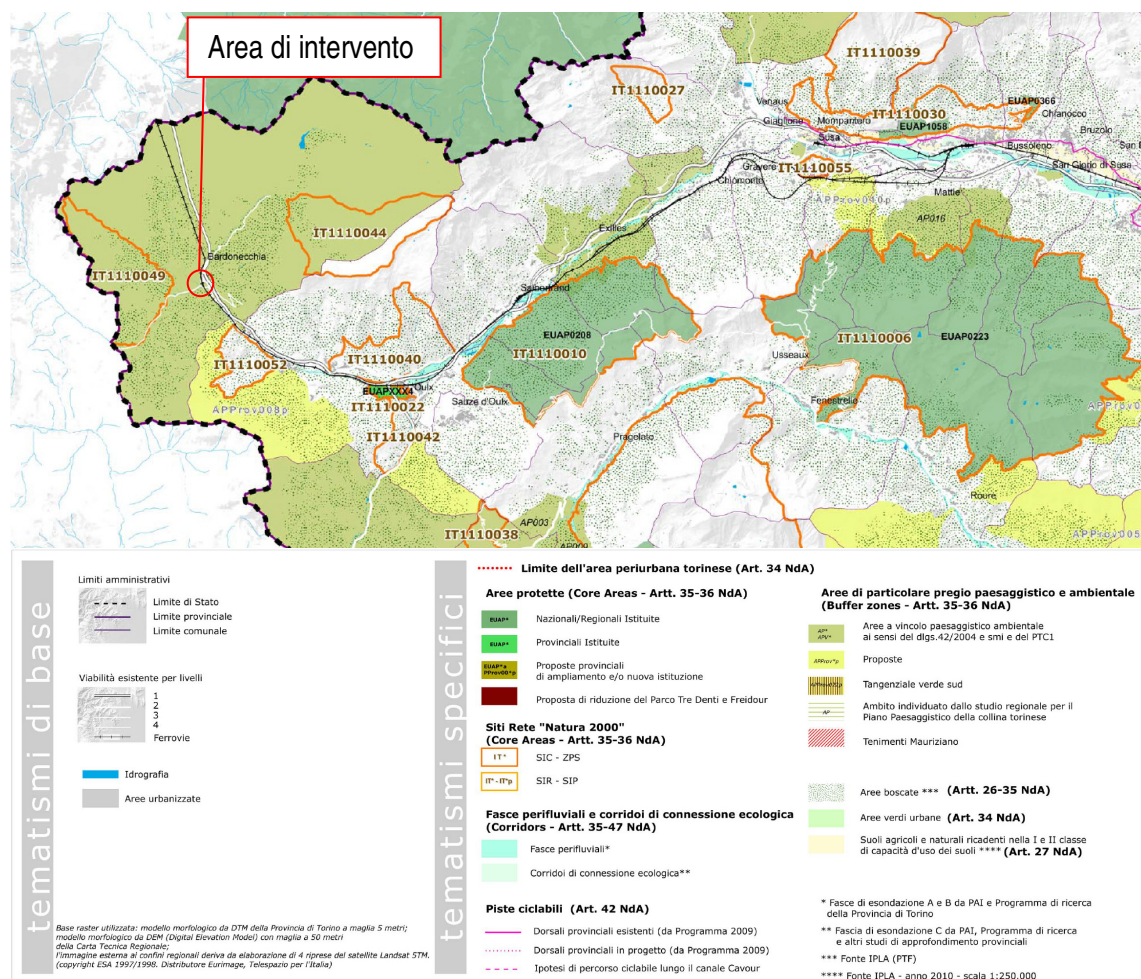 Area di intervento
IT1110039
IT1110027
EUAP0366
Venaus
IT1110030
Chianocco
Giaglione
Mompantero
EUAP1058
Bruzolo
Susa
Bussoleno
IT1110055
San Giorio di Susa
Gravere
Chiomonte
Mattie
APProv010p
AP016
IT1110044
Exilles
Bardonecchia
IT1110049
Salbertrand
EUAP0208
IT1110006
EUAP0223
IT1110010
IT1110040
Usseaux
IT1110052
Oulx
EUAPXXX4
IT1110022
Sauze d'Oulx
Fenestrelle
APProv008p
IT1110042
Pragelato
Roure
AP003
IT1110038
APProv005
AP009
tematismi di base
Limiti amministrativi
Limite di Stato
Limite provinciale
Limite comunale
Viabilità esistente per livelli
1
2
3
4
Ferrovie
Idrografia
Aree urbanizzate
Base raster utilizzata: modello morfologico da DTM della Provincia di Torino a maglia 5 metri;
modello morfologico da DEM (Digital Elevation Model) con maglia a 50 metri
della Carta Tecnica Regionale;
l'immagine esterna ai confini regionali deriva da elaborazione di 4 riprese del satellite Landsat 5TM.
(copyright ESA 1997/1998. Distributore Eurimage, Telespazio per l'Italia)
tematismi specifici
Limite dell'area periurbana torinese (Art. 34 NdA)
Aree protette (Core Areas - Artt. 35-36 NdA)
EUAP*
Nazionali/Regionali Istituite
EUAP*
Provinciali Istituite
Proposte provinciali
di ampliamento e/o nuova istituzione
Proposta di riduzione del Parco Tre Denti e Freidour
Siti Rete "Natura 2000"
(Core Areas - Artt. 35-36 NdA)
IT*
SIC - ZPS
IT* - IT*p
SIR - SIP
Fasce perifluviali e corridoi di connessione ecologica
(Corridors - Artt. 35-47 NdA)
Fasce perifluviali*
Corridoi di connessione ecologica**
Piste ciclabili (Art. 42 NdA)
Dorsali provinciali esistenti (da Programma 2009)
Dorsali provinciali in progetto (da Programma 2009)
Ipotesi di percorso ciclabile lungo il canale Cavour
Aree di particolare pregio paesaggistico e ambientale
(Buffer zones - Artt. 35-36 NdA)
AP*
APV*
Aree a vincolo paesaggistico ambientale
ai sensi del dlgs.42/2004 e smi e del PTC1
APProv*p
Proposte
Tangenziale verde sud
AP
Ambito individuato dallo studio regionale per il
Piano Paesaggistico della collina torinese
Tenimenti Mauriziano
Aree boscate *** (Artt. 26-35 NdA)
Aree verdi urbane (Art. 34 NdA)
Suoli agricoli e naturali ricadenti nella I e II classe
di capacità d'uso dei suoli **** (Art. 27 NdA)
* Fasce di esondazione A e B da PAI e Programma di ricerca
della Provincia di Torino
** Fascia di esondazione C da PAI, Programma di ricerca
e altri studi di approfondimento provinciali
*** Fonte IPLA (PTF)
**** Fonte IPLA - anno 2010 - scala 1:250.000